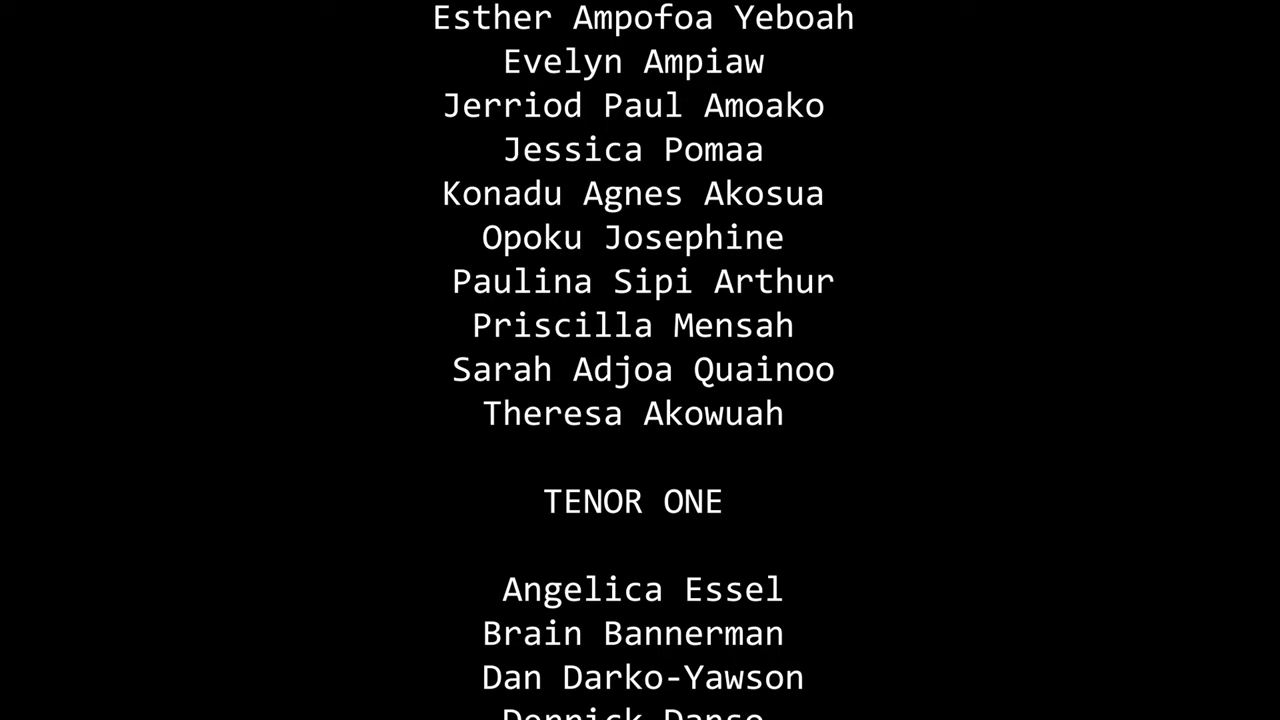 Esther Ampofoa Yeboah
Evelyn Ampiaw
Jerriod Paul Amoako
Jessica Pomaa
Konadu Agnes Akosua
Opoku Josephine
Paulina Sipi Arthur
Priscilla Mensah
Sarah Adjoa Quainoo
Theresa Akowuah
TENOR ONE
Angelica Essel
Brain Bannerman
Dan Darko-Yawson